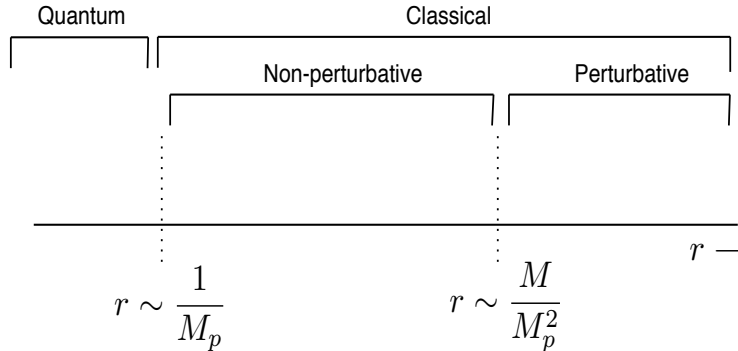 Quantum Classical
Non-perturbative Perturbative
r —
r ∼ 1/M_p r ∼ M/M_p^2